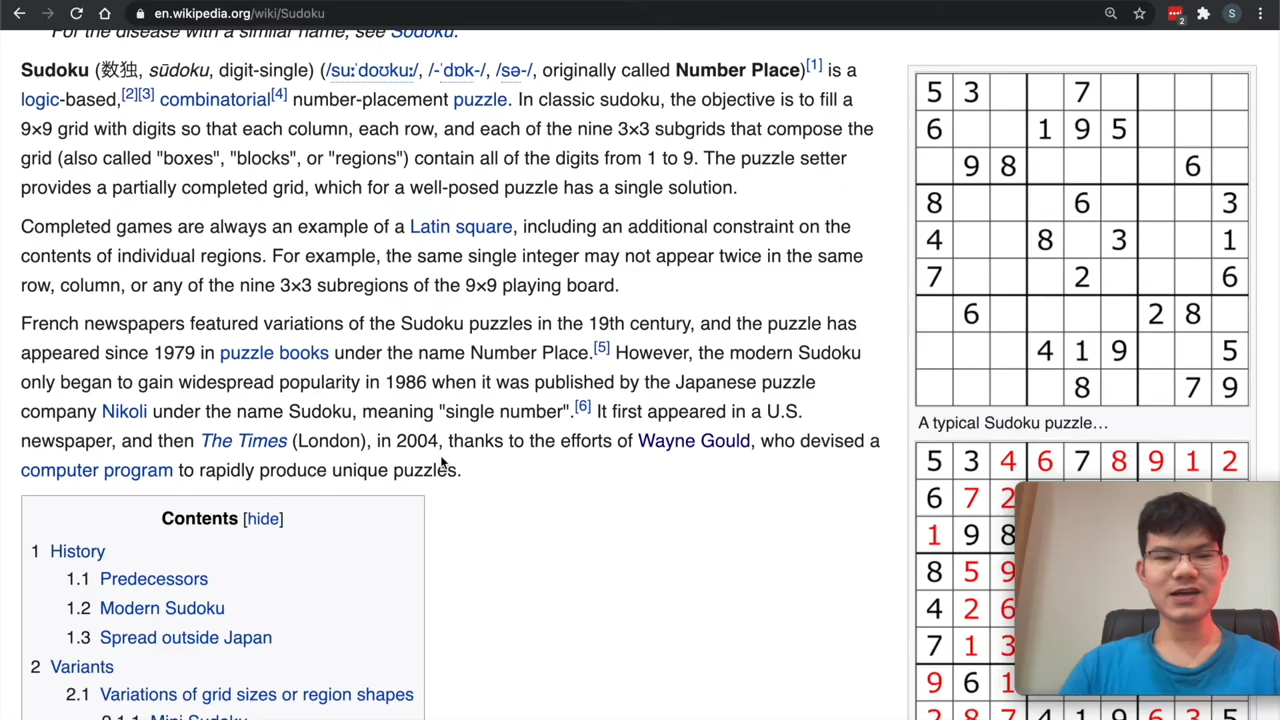 en.wikipedia.org/wiki/Sudoku
S
2
For the disease with a similar name, see Sodoku.
Sudoku (数独, sūdoku, digit-single) (/suːˈdoʊkuː/, /-ˈdɒk-/, /sə-/, originally called Number Place)[1] is a
logic-based,[2][3] combinatorial[4] number-placement puzzle. In classic sudoku, the objective is to fill a
9×9 grid with digits so that each column, each row, and each of the nine 3×3 subgrids that compose the
grid (also called "boxes", "blocks", or "regions") contain all of the digits from 1 to 9. The puzzle setter
provides a partially completed grid, which for a well-posed puzzle has a single solution.
Completed games are always an example of a Latin square, including an additional constraint on the
contents of individual regions. For example, the same single integer may not appear twice in the same
row, column, or any of the nine 3×3 subregions of the 9×9 playing board.
French newspapers featured variations of the Sudoku puzzles in the 19th century, and the puzzle has
appeared since 1979 in puzzle books under the name Number Place.[5] However, the modern Sudoku
only began to gain widespread popularity in 1986 when it was published by the Japanese puzzle
company Nikoli under the name Sudoku, meaning "single number".[6] It first appeared in a U.S.
newspaper, and then The Times (London), in 2004, thanks to the efforts of Wayne Gould, who devised a
computer program to rapidly produce unique puzzles.
Contents [hide]
1 History
1.1 Predecessors
1.2 Modern Sudoku
1.3 Spread outside Japan
2 Variants
2.1 Variations of grid sizes or region shapes
2.1.1 Mini Sudoku
5 3 7
6 1 9 5
9 8 6
8 6 3
4 8 3 1
7 2 6
6 2 8
4 1 9 5
8 7 9
A typical Sudoku puzzle…
5 3 4 6 7 8 9 1 2
6 7 2
1 9 8
8 5 9
4 2 6
7 1 3
9 6 1
2 8 7 4 1 9 6 3 5